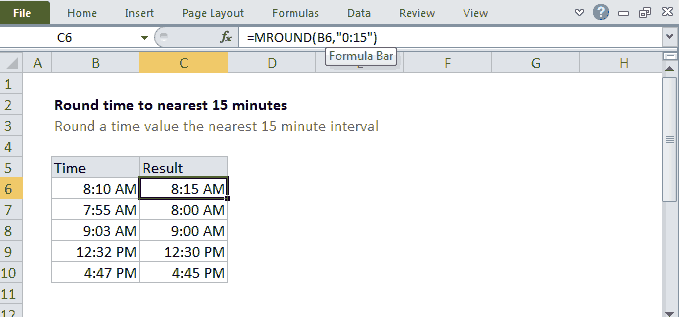 File Home Insert Page Layout Formulas Data Review View
C6 fx =MROUND(B6,"0:15")
Formula Bar
A B C D E F G H
1
2 Round time to nearest 15 minutes
3 Round a time value the nearest 15 minute interval
4
5 Time Result
6 8:10 AM 8:15 AM
7 7:55 AM 8:00 AM
8 9:03 AM 9:00 AM
9 12:32 PM 12:30 PM
10 4:47 PM 4:45 PM
11
12